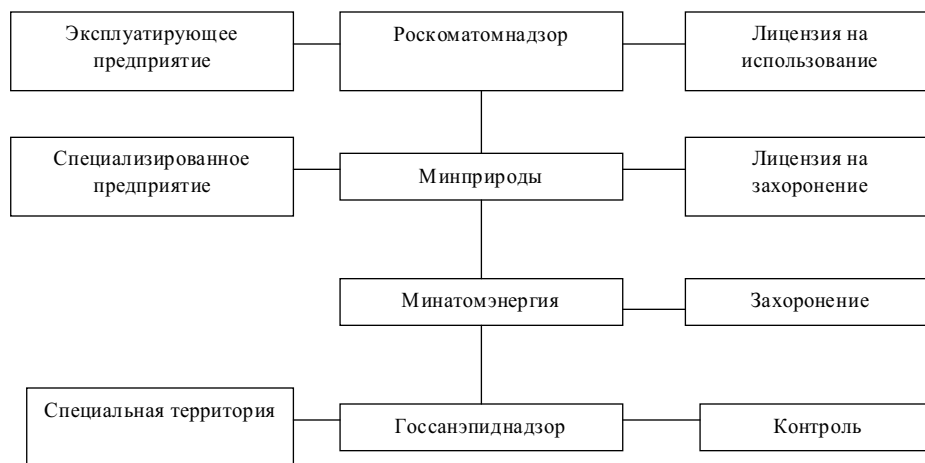 Эксплуатирующее
предприятие
Роскоматомнадзор
Лицензия на
использование
Специализированное
предприятие
Минприроды
Лицензия на
захоронение
Минатомэнергия
Захоронение
Специальная территория
Госсанэпиднадзор
Контроль